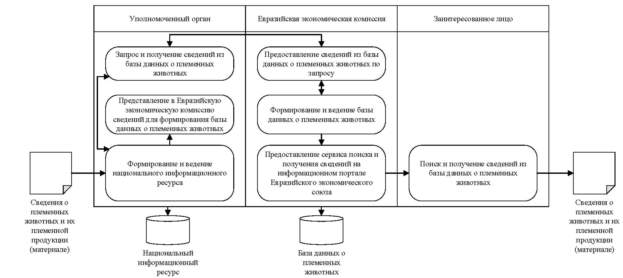 Уполномоченный орган
Евразийская экономическая комиссия
Заинтересованное лицо
Запрос и получение сведений из
базы данных о племенных
животных
Предоставление сведений из базы
данных о племенных животных по
запросу
Представление в Евразийскую
экономическую комиссию
сведений для формирования базы
данных о племенных животных
Формирование и ведение базы
данных о племенных животных
Формирование и ведение
национального информационного
ресурса
Предоставление сервиса поиска и
получения сведений на
информационном портале
Евразийского экономического
союза
Поиск и получение сведений из
базы данных о племенных
животных
Сведения о
племенных
животных и их
племенной
продукции
(материале)
Национальный
информационный
ресурс
База данных о
племенных
животных
Сведения о
племенных
животных и их
племенной
продукции
(материале)